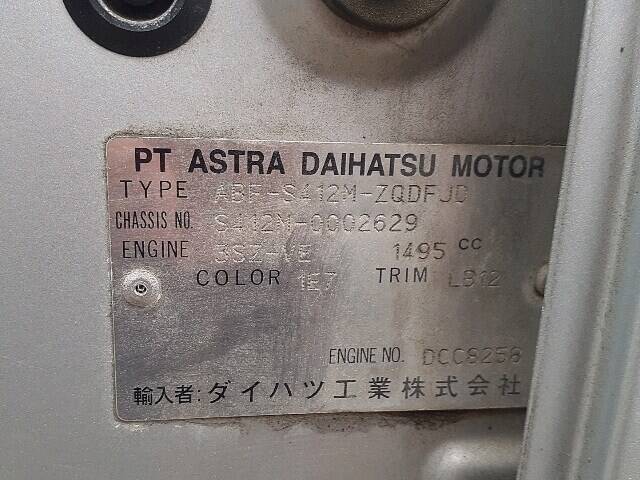 PT ASTRA DAIHATSU MOTOR
TYPE ABF-S412M-ZQDFJD
CHASSIS NO. S412M-0002629
ENGINE 3SZ-VE 1495 cc
COLOR 1E7 TRIM LB12
ENGINE NO. DCC8258
輸入者:ダイハツ工業株式会社